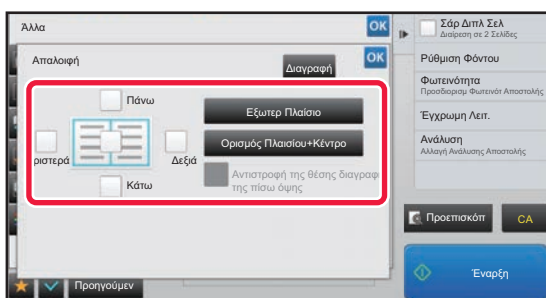 Άλλα
OK
Απαλοιφή
Διαγραφή
OK
Πάνω
ριστερά
Δεξιά
Κάτω
Εξωτερ Πλαίσιο
Ορισμός Πλαισίου+Κέντρο
Αντιστροφή της θέσης διαγραφ
της πίσω όψης
Προηγούμεν
Σάρ Διπλ Σελ
Διαίρεση σε 2 Σελίδες
Ρύθμιση Φόντου
Φωτεινότητα
Προσδιορισμ Φωτεινότ Αποστολής
Έγχρωμη Λειτ.
Ανάλυση
Αλλαγή Ανάλυσης Αποστολής
Προεπισκόπ
CA
Έναρξη